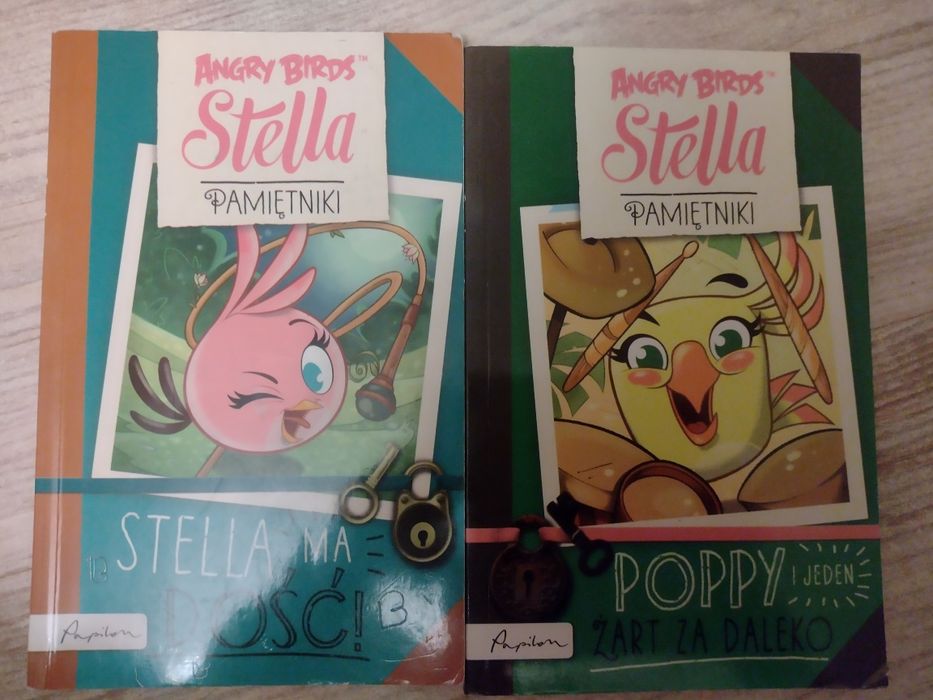 ANGRY BIRDS™
Stella
PAMIĘTNIKI
STELLA MA
DOŚĆ!
Papilon
ANGRY BIRDS™
Stella
PAMIĘTNIKI
POPPY I JEDEN
ŻART ZA DALEKO
Papilon